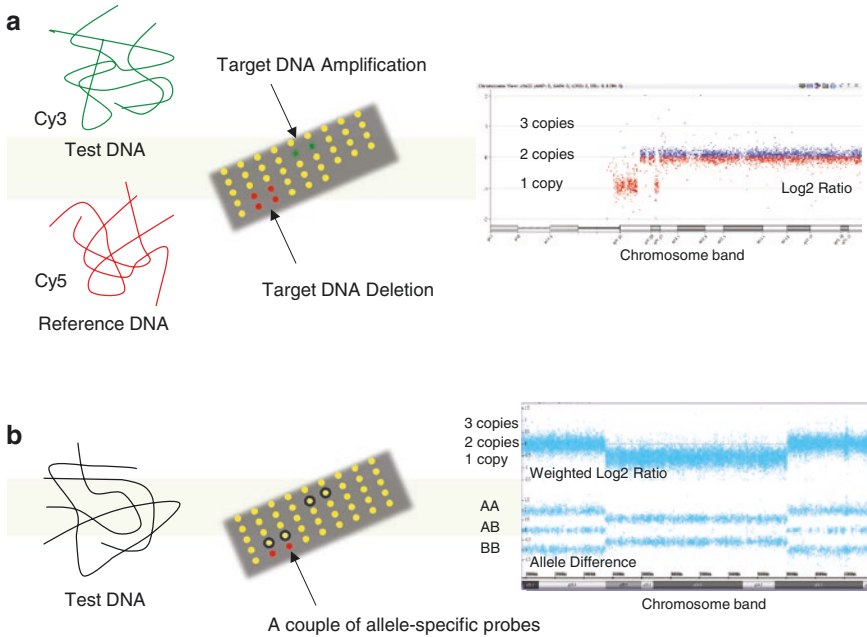 a
Cy3
Test DNA
Cy5
Reference DNA
Target DNA Amplification
Target DNA Deletion
3 copies
2 copies
1 copy
Log2 Ratio
Chromosome band
b
Test DNA
A couple of allele-specific probes
3 copies
2 copies
1 copy
Weighted Log2 Ratio
AA
AB
BB
Allele Difference
Chromosome band